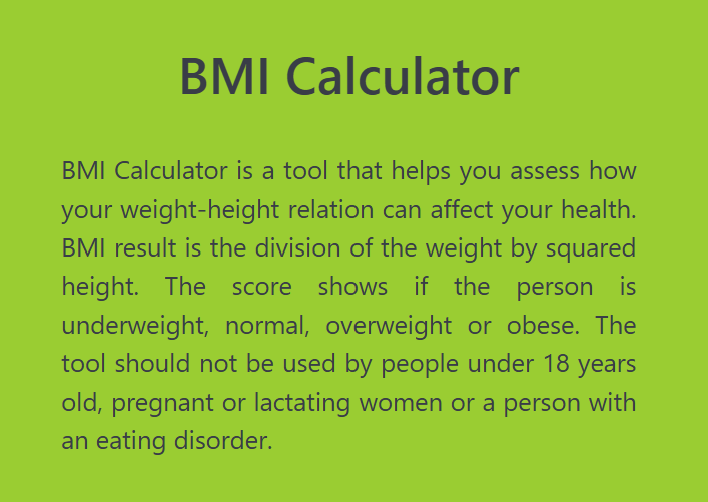 BMI Calculator
BMI Calculator is a tool that helps you assess how
your weight-height relation can affect your health.
BMI result is the division of the weight by squared
height. The score shows if the person is
underweight, normal, overweight or obese. The
tool should not be used by people under 18 years
old, pregnant or lactating women or a person with
an eating disorder.